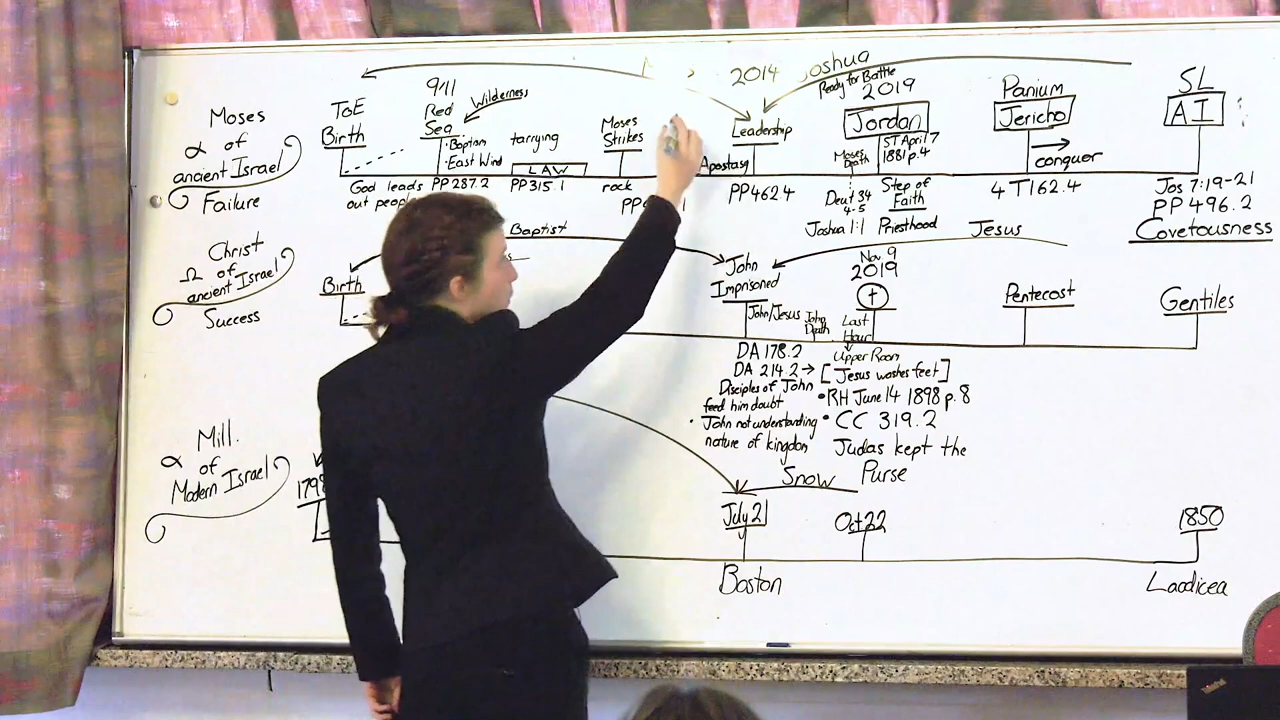 Moses
α of
ancient Israel
Failure
ToE
Birth
God leads
out people
9/11
Red
Sea
Wilderness
• Baptism
• East Wind
PP 287.2
tarrying
LAW
PP 315.1
Moses
Strikes
rock
2014
Leadership
Apostasy
PP 462.4
Joshua
Ready for Battle
2019
Jordan
Moses
Death
ST April 7
1881 p.4
Deut 34
4-5
Joshua 1:1
Step of
Faith
Priesthood
Panium
Jericho
conquer
4 T 162.4
SL
AI
Jos 7:19-21
PP 496.2
Covetousness
Christ
Ω of
ancient Israel
Success
Birth
Baptist
John
Imprisoned
John/Jesus
John
Death
Jesus
Nov 9
2019
Last
Hour
Pentecost
Gentiles
DA 178.2
DA 214.2 →
Disciples of John
feed him doubt
• John not understanding
nature of kingdom
Upper Room
[Jesus washes feet]
• RH June 14 1898 p. 8
• CC 319.2
Judas kept the
Purse
Mill.
α of
Modern Israel
1798
Snow
July 21
Oct 22
1850
Boston
Laodicea